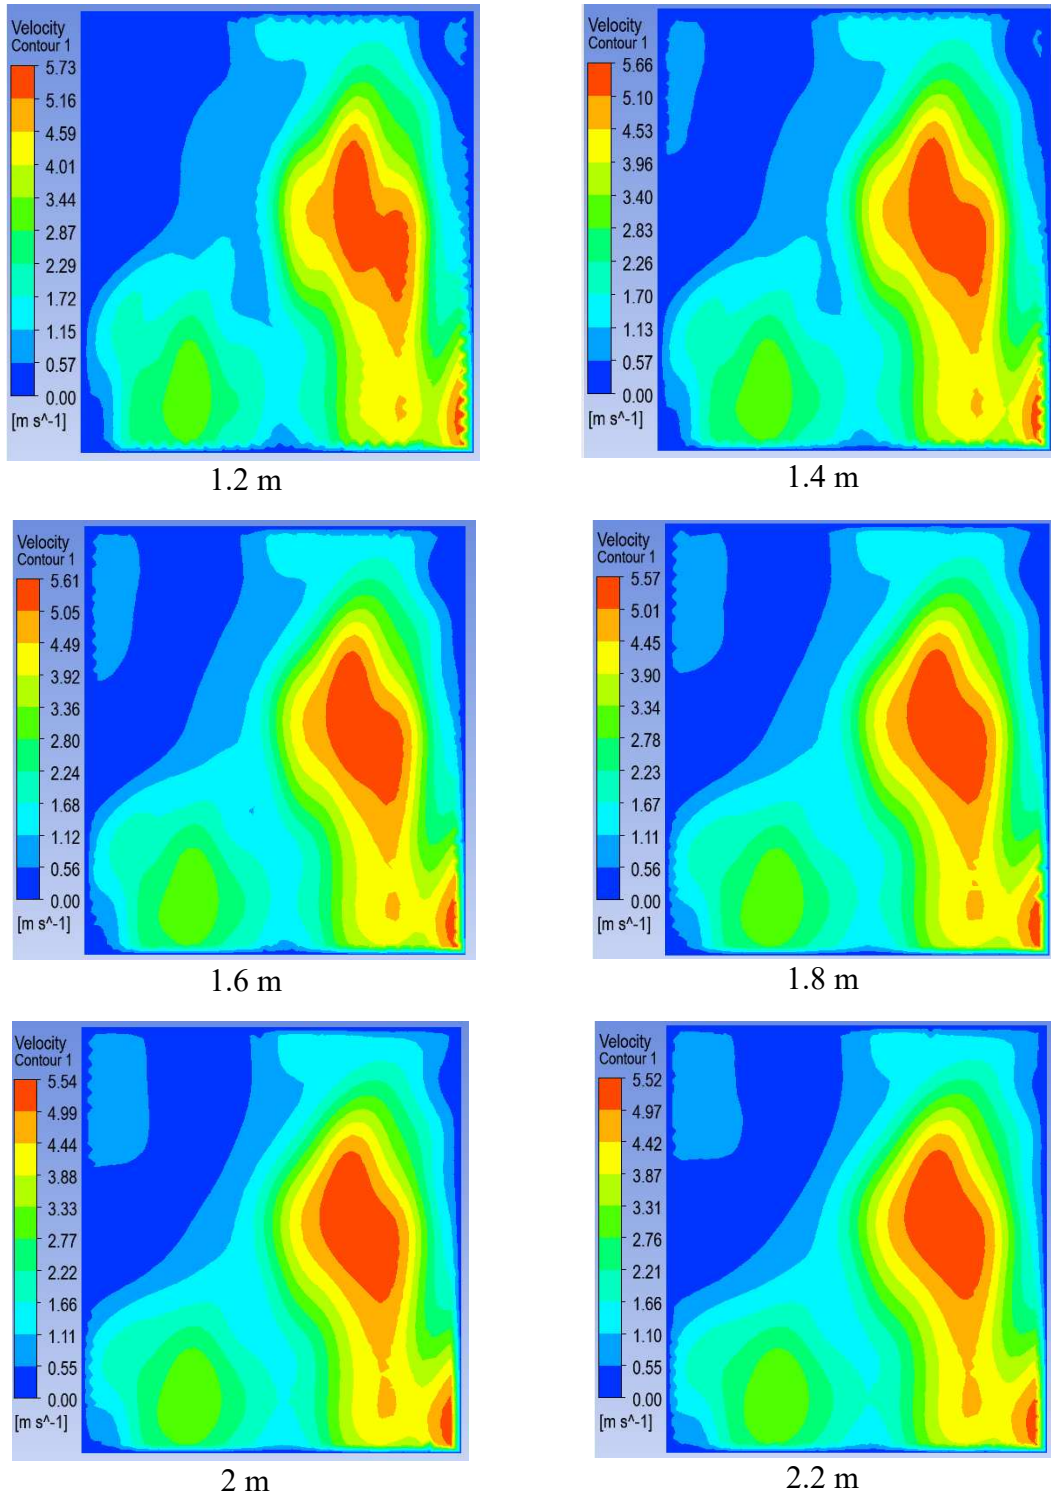 Velocity
Contour 1
5.73
5.16
4.59
4.01
3.44
2.87
2.29
1.72
1.15
0.57
0.00
[m s^-1]
1.2 m
Velocity
Contour 1
5.66
5.10
4.53
3.96
3.40
2.83
2.26
1.70
1.13
0.57
0.00
[m s^-1]
1.4 m
Velocity
Contour 1
5.61
5.05
4.49
3.92
3.36
2.80
2.24
1.68
1.12
0.56
0.00
[m s^-1]
1.6 m
Velocity
Contour 1
5.57
5.01
4.45
3.90
3.34
2.78
2.23
1.67
1.11
0.56
0.00
[m s^-1]
1.8 m
Velocity
Contour 1
5.54
4.99
4.44
3.88
3.33
2.77
2.22
1.66
1.11
0.55
0.00
[m s^-1]
2 m
Velocity
Contour 1
5.52
4.97
4.42
3.87
3.31
2.76
2.21
1.66
1.10
0.55
0.00
[m s^-1]
2.2 m